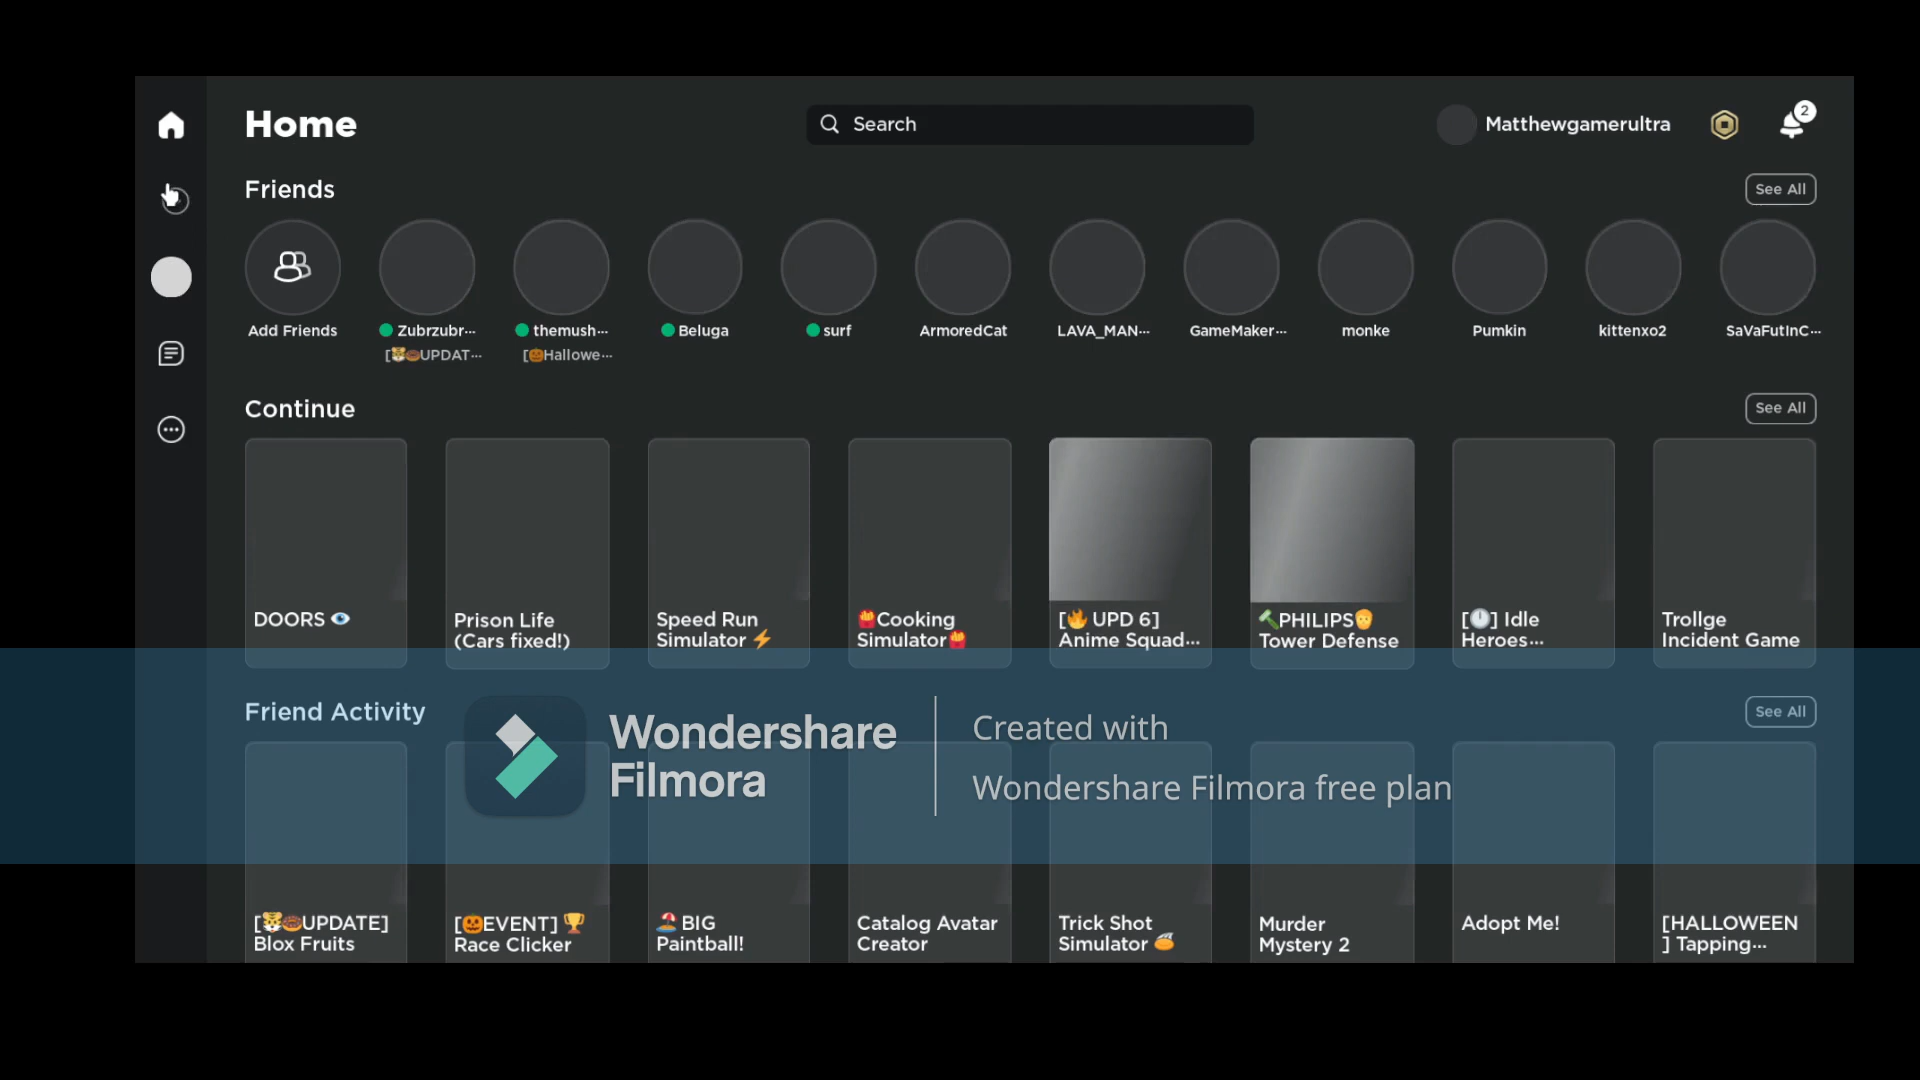 Home
Search
Matthewgamerultra
2
Friends
See All
Add Friends
Zubrzubr...
themush...
Beluga
surf
ArmoredCat
LAVA_MAN...
GameMaker...
monke
Pumkin
kittenxo2
SaVaFutInC...
[🐯🍩UPDAT...
[🎃Hallowe...
Continue
See All
DOORS 👁️
Prison Life
(Cars fixed!)
Speed Run
Simulator ⚡
🍟Cooking
Simulator🍟
[🔥 UPD 6]
Anime Squad...
🔨PHILIPS👨
Tower Defense
[🕛] Idle
Heroes...
Trollge
Incident Game
Friend Activity
See All
Wondershare
Filmora
Created with
Wondershare Filmora free plan
[🐯🍩UPDATE]
Blox Fruits
[🎃EVENT] 🏆
Race Clicker
🏖️BIG
Paintball!
Catalog Avatar
Creator
Trick Shot
Simulator 🥧
Murder
Mystery 2
Adopt Me!
[HALLOWEEN
] Tapping...